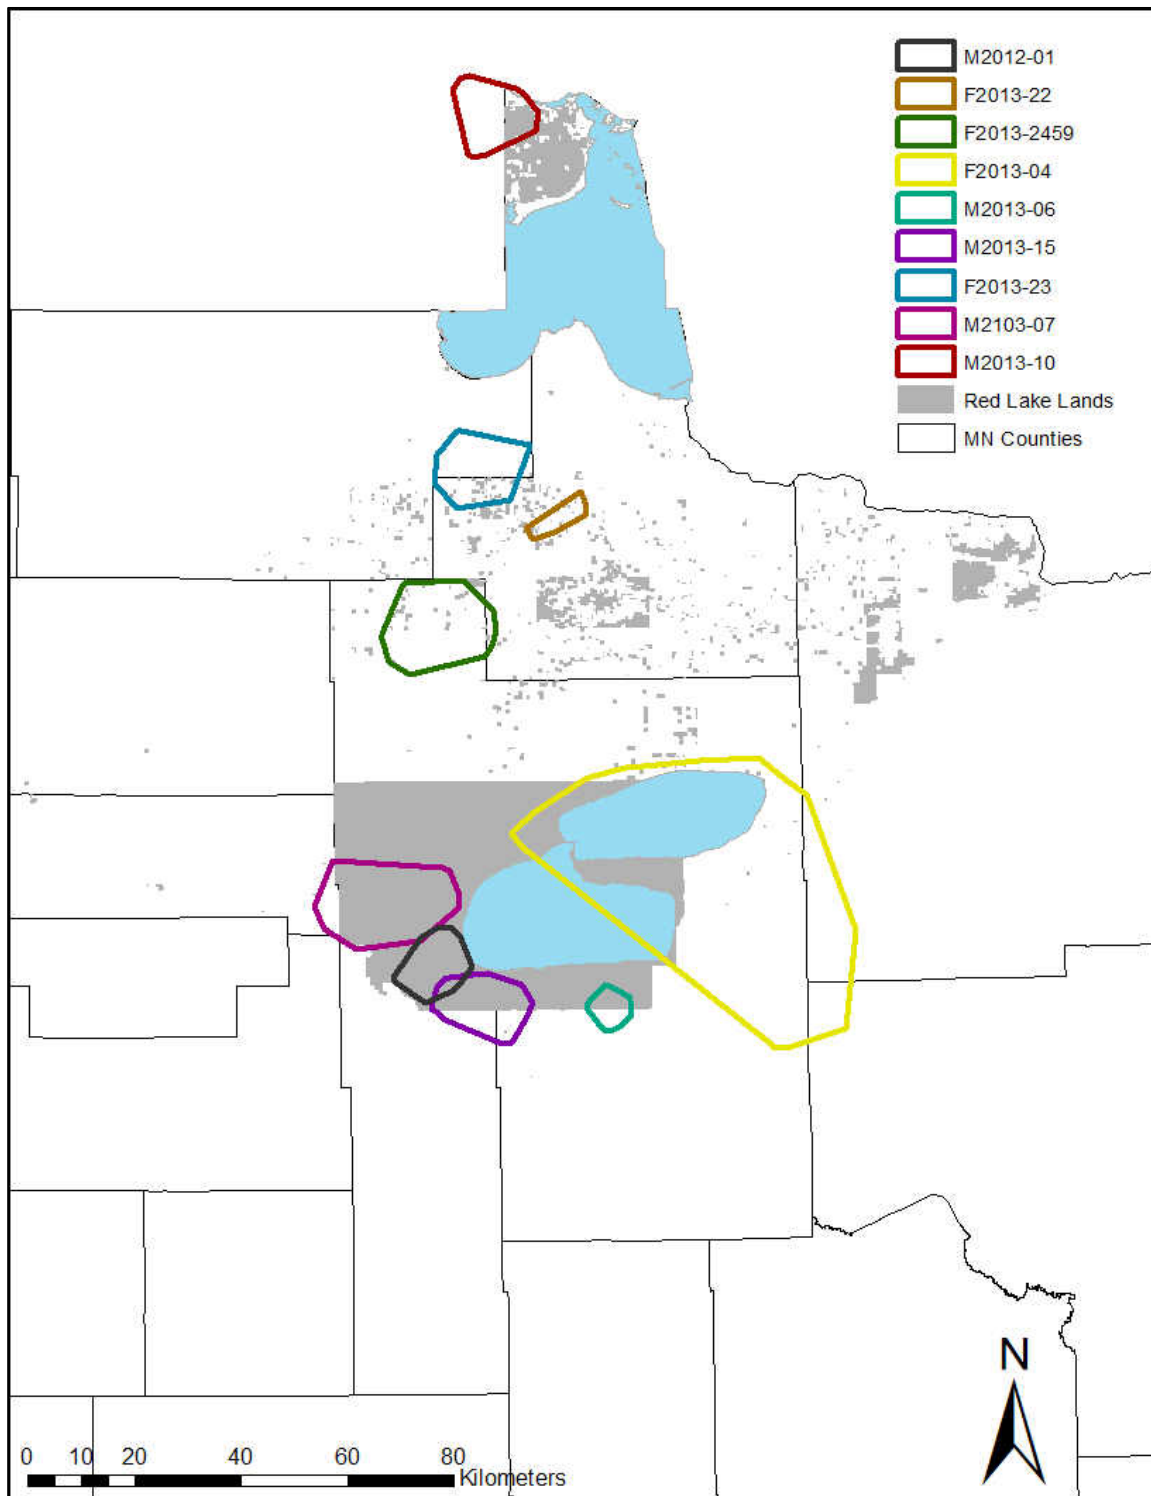 M2012-01
F2013-22
F2013-2459
F2013-04
M2013-06
M2013-15
F2013-23
M2103-07
M2013-10
Red Lake Lands
MN Counties
N
0 10 20 40 60 80
Kilometers